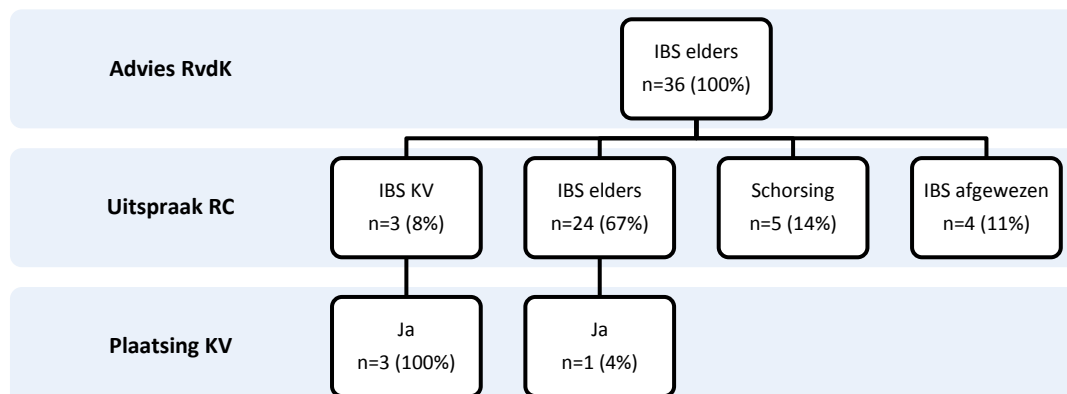 Advies RvdK
IBS elders
n=36 (100%)
Uitspraak RC
IBS KV
n=3 (8%)
IBS elders
n=24 (67%)
Schorsing
n=5 (14%)
IBS afgewezen
n=4 (11%)
Plaatsing KV
Ja
n=3 (100%)
Ja
n=1 (4%)